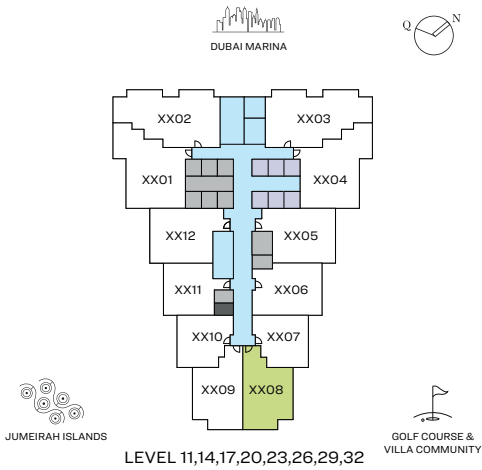 DUBAI MARINA
Q N
XX02 XX03
XX01 XX04
XX12 XX05
XX11 XX06
XX10 XX07
XX09 XX08
JUMEIRAH ISLANDS
GOLF COURSE &
VILLA COMMUNITY
LEVEL 11,14,17,20,23,26,29,32